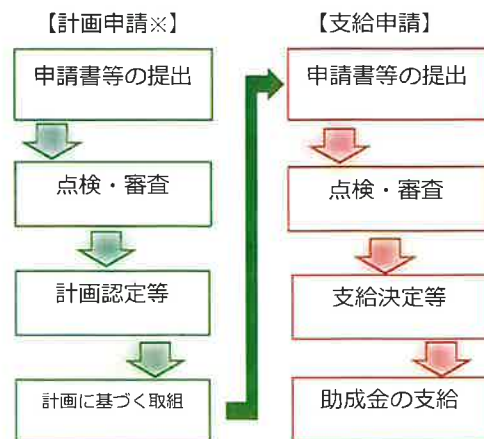 【計画申請※】
申請書等の提出
点検・審査
計画認定等
計画に基づく取組
【支給申請】
申請書等の提出
点検・審査
支給決定等
助成金の支給